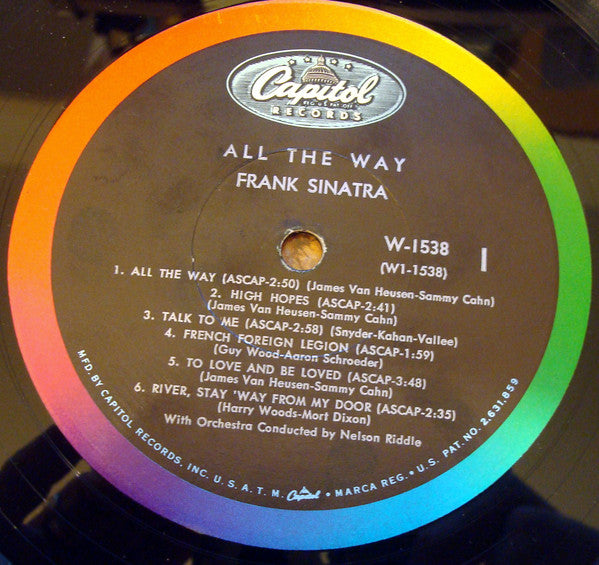 Capitol
REG. U.S. PAT. OFF.
RECORDS
ALL THE WAY
FRANK SINATRA
W-1538
(W1-1538)
1
1. ALL THE WAY (ASCAP-2:50) (James Van Heusen-Sammy Cahn)
2. HIGH HOPES (ASCAP-2:41)
(James Van Heusen-Sammy Cahn)
3. TALK TO ME (ASCAP-2:58) (Snyder-Kahan-Vallee)
4. FRENCH FOREIGN LEGION (ASCAP-1:59)
(Guy Wood-Aaron Schroeder)
5. TO LOVE AND BE LOVED (ASCAP-3:48)
(James Van Heusen-Sammy Cahn)
6. RIVER, STAY 'WAY FROM MY DOOR (ASCAP-2:35)
(Harry Woods-Mort Dixon)
With Orchestra Conducted by Nelson Riddle
MFD. BY CAPITOL RECORDS, INC. U. S. A. T. M. Capitol • MARCA REG. • U. S. PAT. NO. 2,631,859